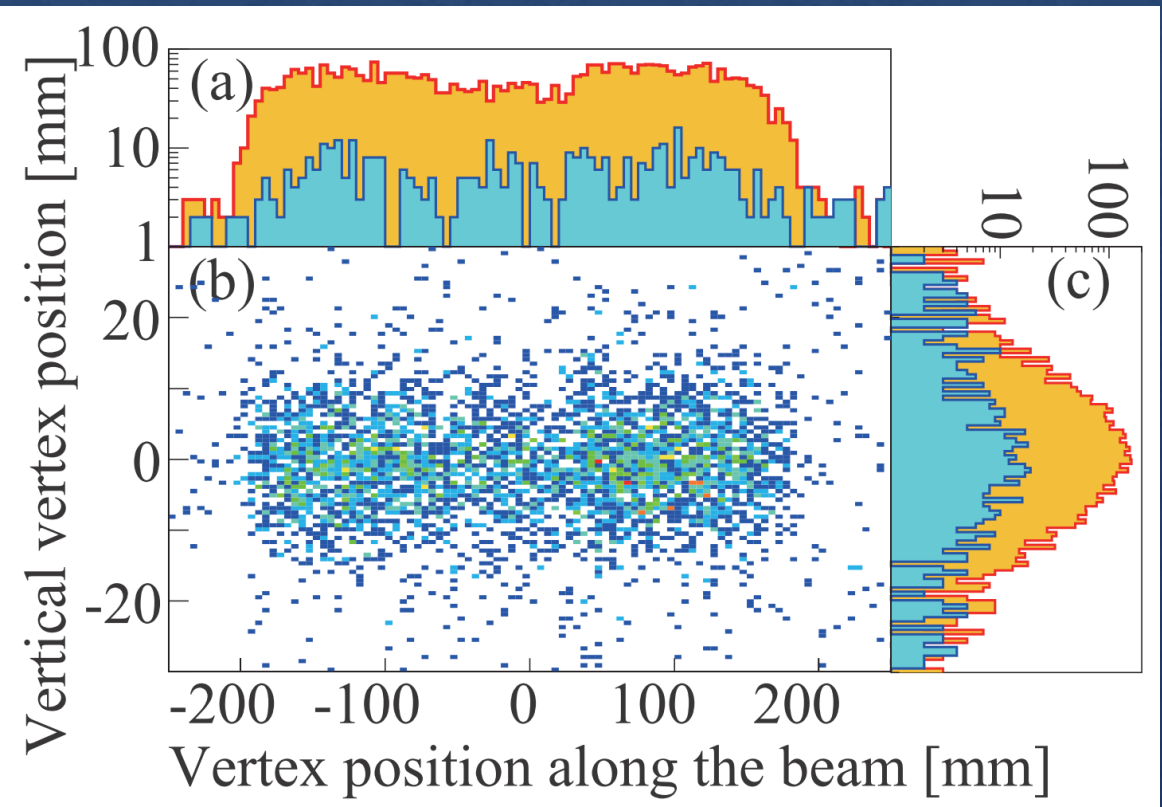 100
(a)
10
1
10
100
(b)
(c)
20
0
-20
Vertical vertex position [mm]
-200 -100 0 100 200
Vertex position along the beam [mm]